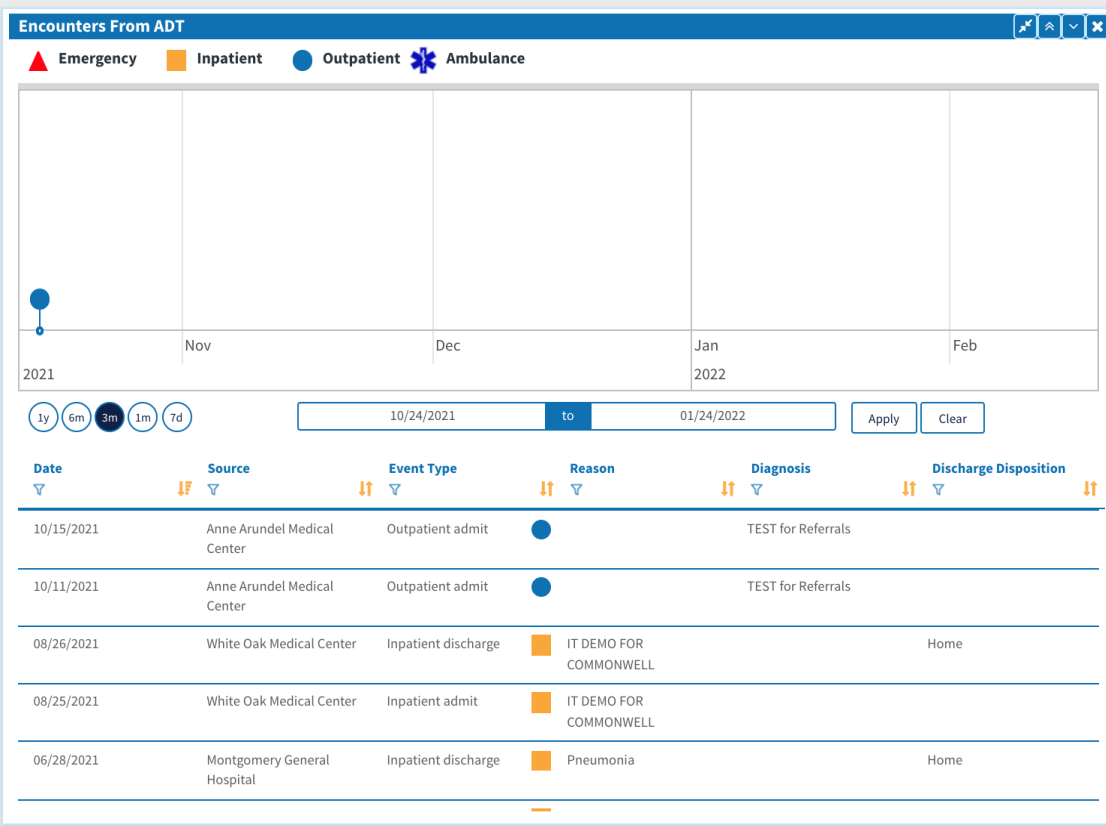 Encounters From ADT
Emergency Inpatient Outpatient Ambulance
Nov Dec Jan Feb
2021 2022
1y 6m 3m 1m 7d 10/24/2021 to 01/24/2022 Apply Clear
Date Source Event Type Reason Diagnosis Discharge Disposition
10/15/2021 Anne Arundel Medical Outpatient admit TEST for Referrals
Center
10/11/2021 Anne Arundel Medical Outpatient admit TEST for Referrals
Center
08/26/2021 White Oak Medical Center Inpatient discharge IT DEMO FOR Home
COMMONWELL
08/25/2021 White Oak Medical Center Inpatient admit IT DEMO FOR
COMMONWELL
06/28/2021 Montgomery General Inpatient discharge Pneumonia Home
Hospital